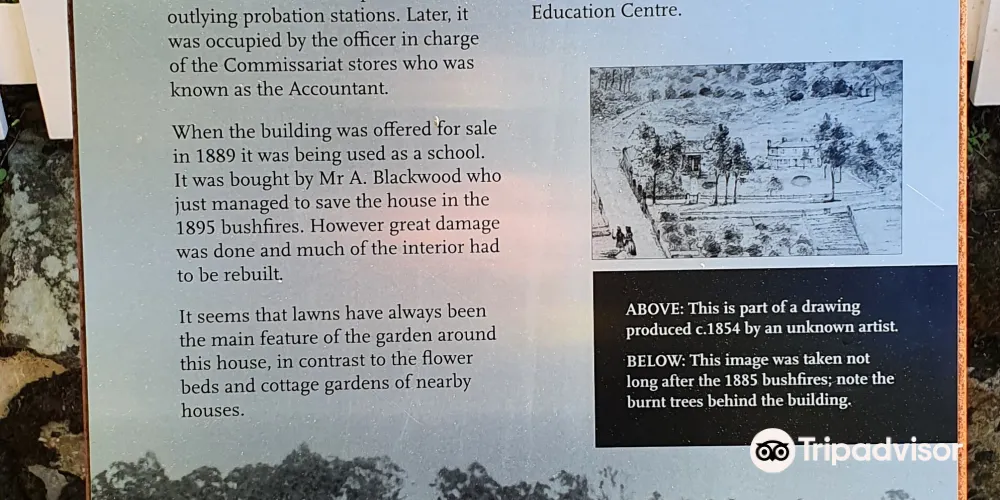 outlying probation stations. Later, it
was occupied by the officer in charge
of the Commissariat stores who was
known as the Accountant.
When the building was offered for sale
in 1889 it was being used as a school.
It was bought by Mr A. Blackwood who
just managed to save the house in the
1895 bushfires. However great damage
was done and much of the interior had
to be rebuilt.
It seems that lawns have always been
the main feature of the garden around
this house, in contrast to the flower
beds and cottage gardens of nearby
houses.
Education Centre.
ABOVE: This is part of a drawing
produced c.1854 by an unknown artist.
BELOW: This image was taken not
long after the 1885 bushfires; note the
burnt trees behind the building.
Tripadvisor